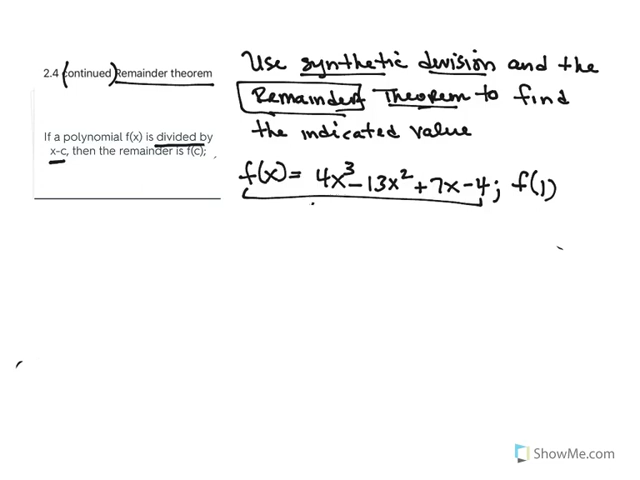 2.4 (continued) Remainder theorem
If a polynomial f(x) is divided by
x-c, then the remainder is f(c);
Use synthetic division and the
Remainder Theorem to find
the indicated value
f(x) = 4x³ - 13x² + 7x - 4; f(1)
ShowMe.com